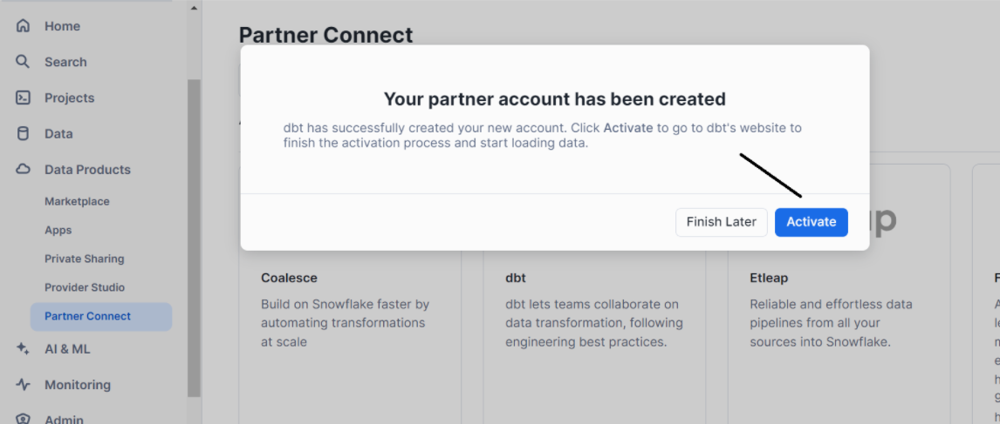 Home
Search
Projects
Data
Data Products
Marketplace
Apps
Private Sharing
Provider Studio
Partner Connect
AI & ML
Monitoring
Admin
Partner Connect
Your partner account has been created
dbt has successfully created your new account. Click Activate to go to dbt's website to
finish the activation process and start loading data.
Finish Later
Activate
Coalesce
Build on Snowflake faster by
automating transformations
at scale
dbt
dbt lets teams collaborate on
data transformation, following
engineering best practices.
Etleap
Reliable and effortless data
pipelines from all your
sources into Snowflake.